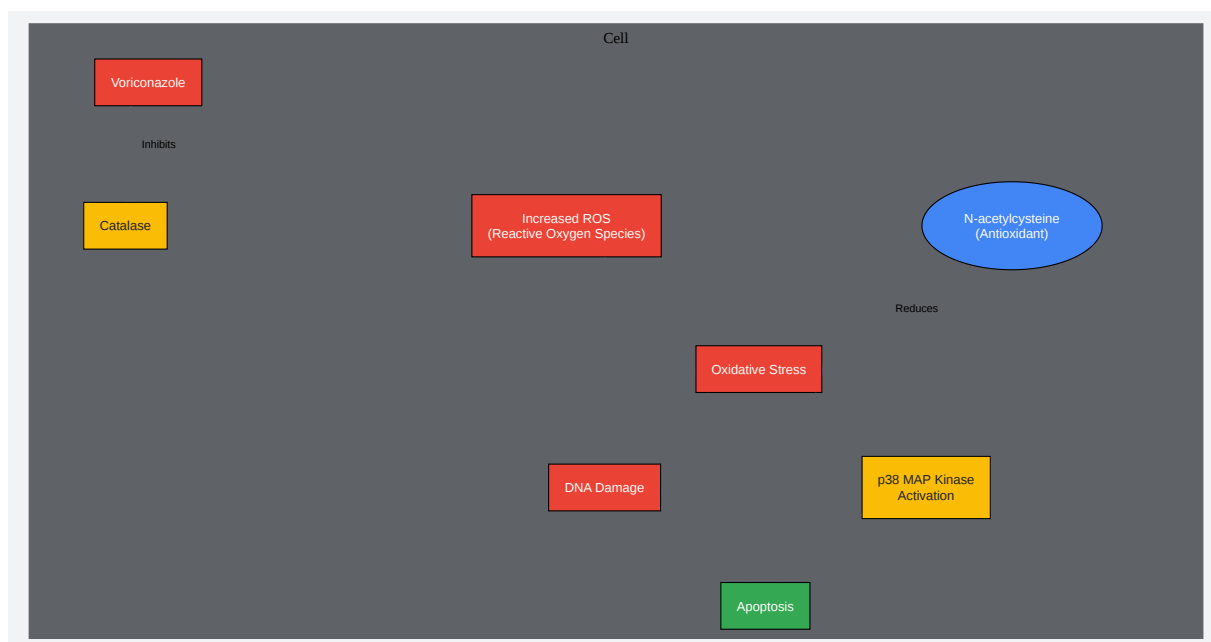 Cell
Voriconazole
Inhibits
Catalase
Increased ROS
(Reactive Oxygen Species)
N-acetylcysteine
(Antioxidant)
Reduces
Oxidative Stress
DNA Damage
p38 MAP Kinase
Activation
Apoptosis